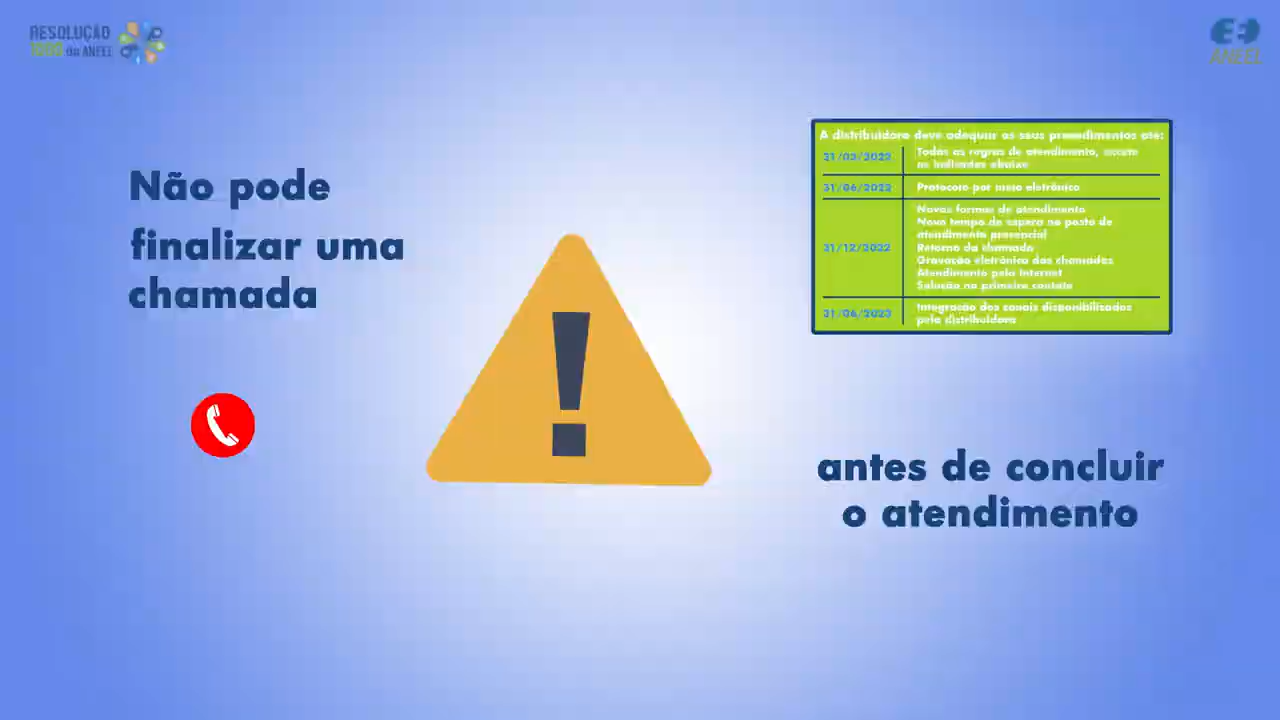 RESOLUÇÃO
1000 da ANEEL
ANEEL
Não pode
finalizar uma
chamada
A distribuidora deve adequar os seus procedimentos até:
31/03/2022
Todas as regras de atendimento, exceto
as indicadas abaixo
31/06/2022
Protocolo por meio eletrônico
31/12/2022
Novas formas de atendimento
Novo tempo de espera no posto de
atendimento presencial
Retorno da chamada
Gravação eletrônica das chamadas
Atendimento pela Internet
Solução no primeiro contato
31/06/2023
Integração dos canais disponibilizados
pela distribuidora
antes de concluir
o atendimento